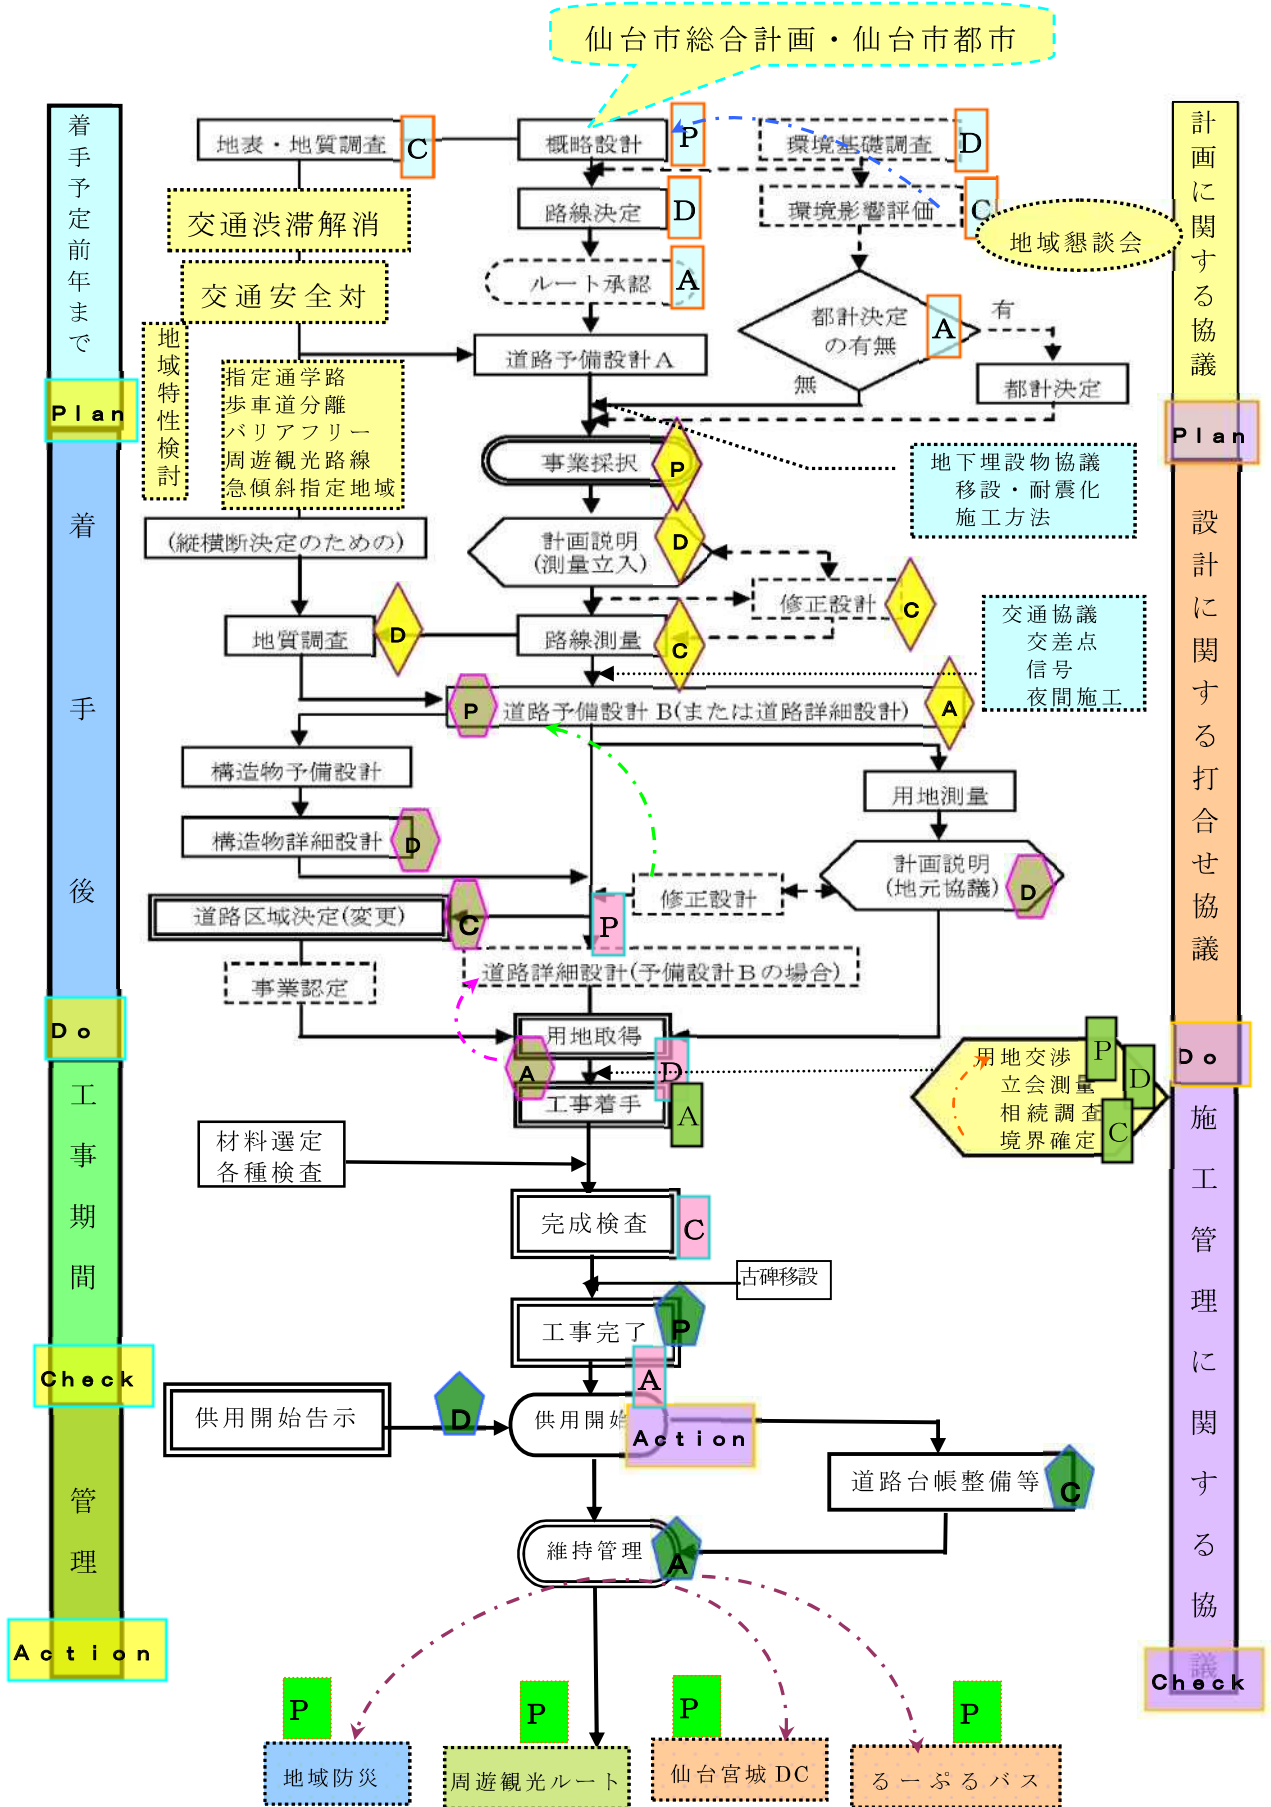 仙台市総合計画・仙台市都市
着手予定前年まで
Plan
着手後
Do
工事期間
Check
管理
Action
地表・地質調査
C
概略設計
P
環境基礎調査
D
交通渋滞解消
路線決定
D
環境影響評価
C
地域懇談会
交通安全対
ルート承認
A
都計決定
の有無
A
有
無
都計決定
道路予備設計A
地域特性検討
指定通学路
歩車道分離
バリアフリー
周遊観光路線
急傾斜指定地域
事業採択
P
地下埋設物協議
移設・耐震化
施工方法
(縦横断決定のための)
計画説明
(測量立入)
D
修正設計
C
地質調査
D
路線測量
C
交通協議
交差点
信号
夜間施工
P
道路予備設計B(または道路詳細設計)
A
構造物予備設計
用地測量
構造物詳細設計
D
計画説明
(地元協議)
D
修正設計
道路区域決定(変更)
C
P
事業認定
道路詳細設計(予備設計Bの場合)
用地取得
A
D
工事着手
A
用地交渉
立会測量
相続調査
境界確定
P
D
C
材料選定
各種検査
完成検査
C
古碑移設
工事完了
P
A
供用開始告示
D
供用開始
Action
道路台帳整備等
C
維持管理
A
P
P
P
P
地域防災
周遊観光ルート
仙台宮城DC
るーぷるバス
計画に関する協議
Plan
設計に関する打合せ協議
Do
施工管理に関する協議
Check